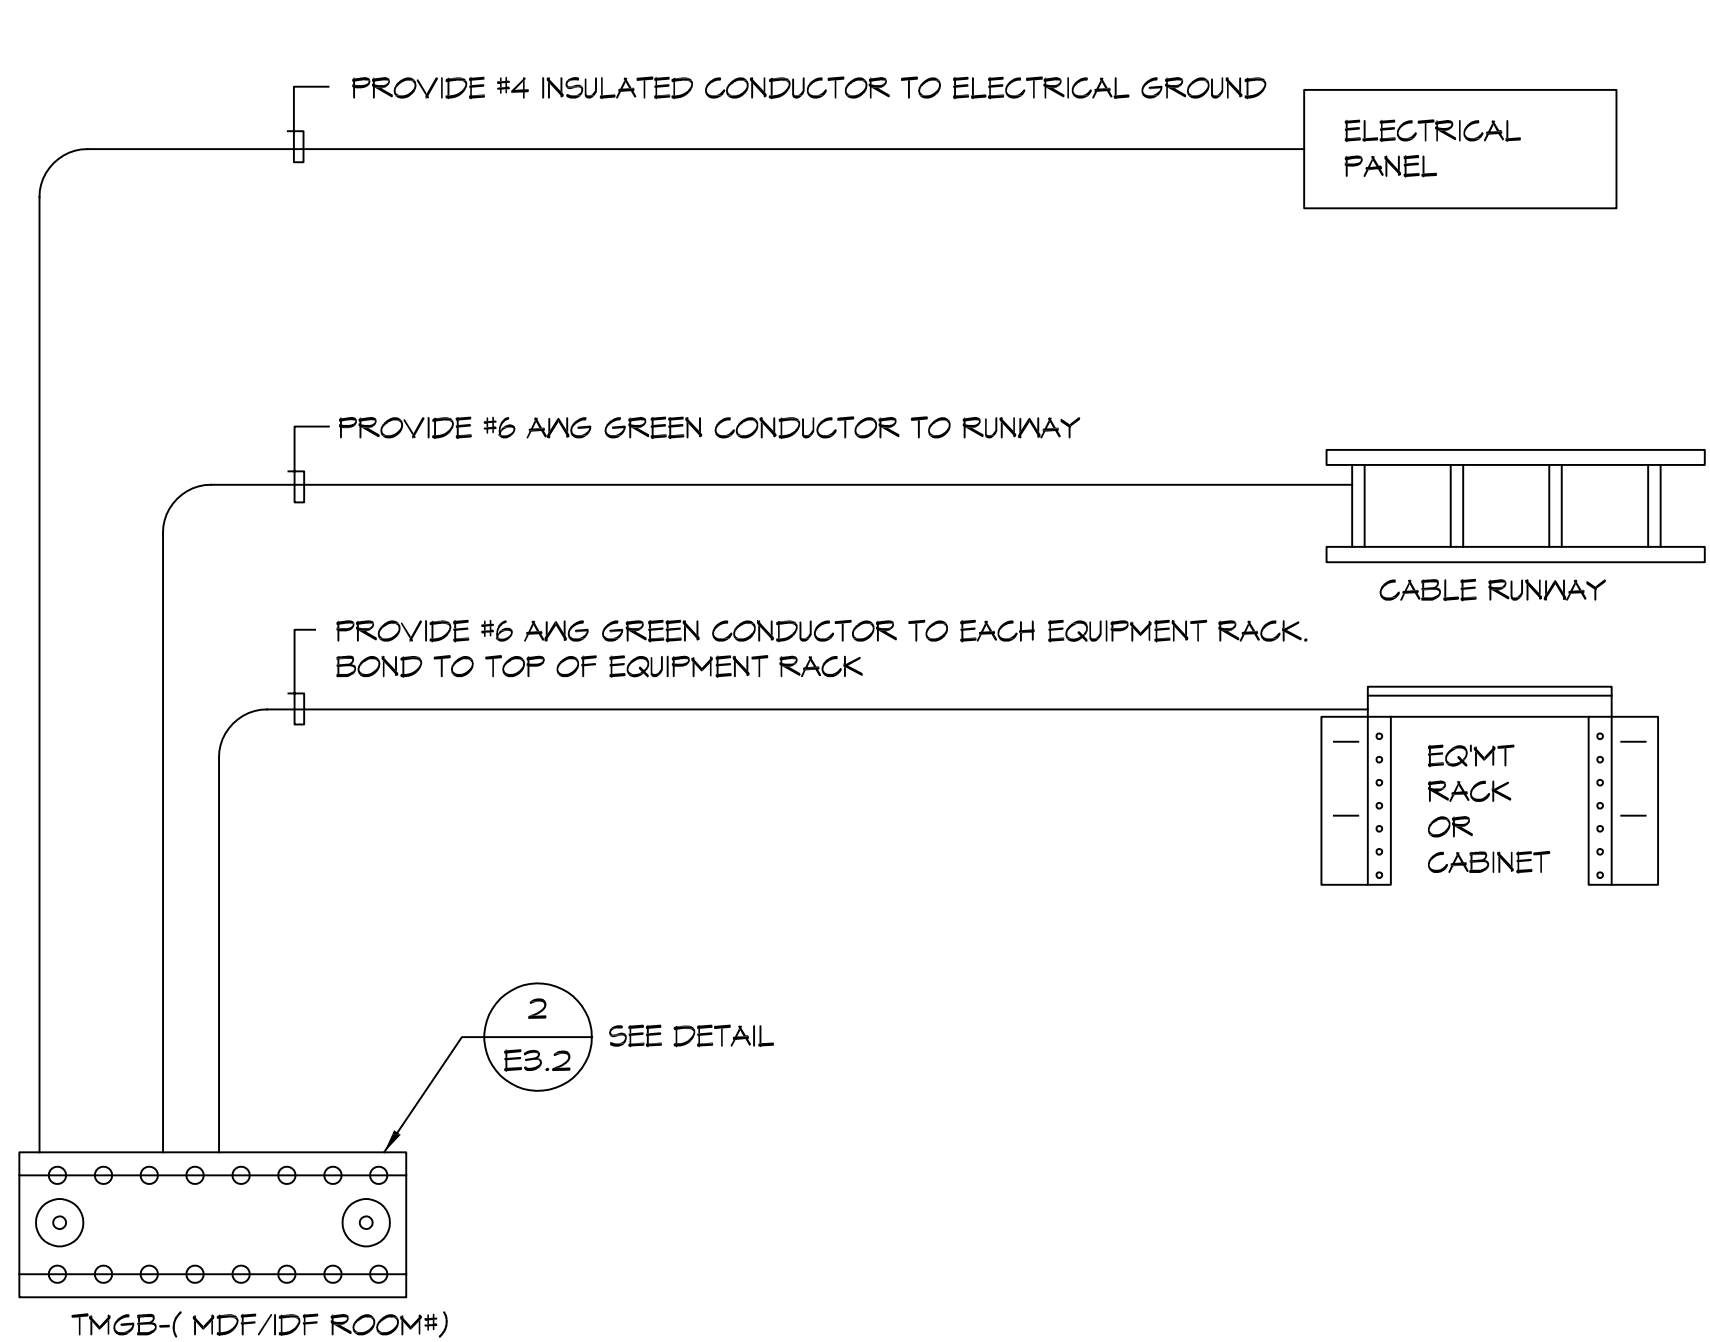 PROVIDE #4 INSULATED CONDUCTOR TO ELECTRICAL GROUND
ELECTRICAL
PANEL
PROVIDE #6 AWG GREEN CONDUCTOR TO RUNWAY
CABLE RUNWAY
PROVIDE #6 AWG GREEN CONDUCTOR TO EACH EQUIPMENT RACK.
BOND TO TOP OF EQUIPMENT RACK
EQ'MT
RACK
OR
CABINET
2
E3.2
SEE DETAIL
TMGB-( MDF/IDF ROOM#)